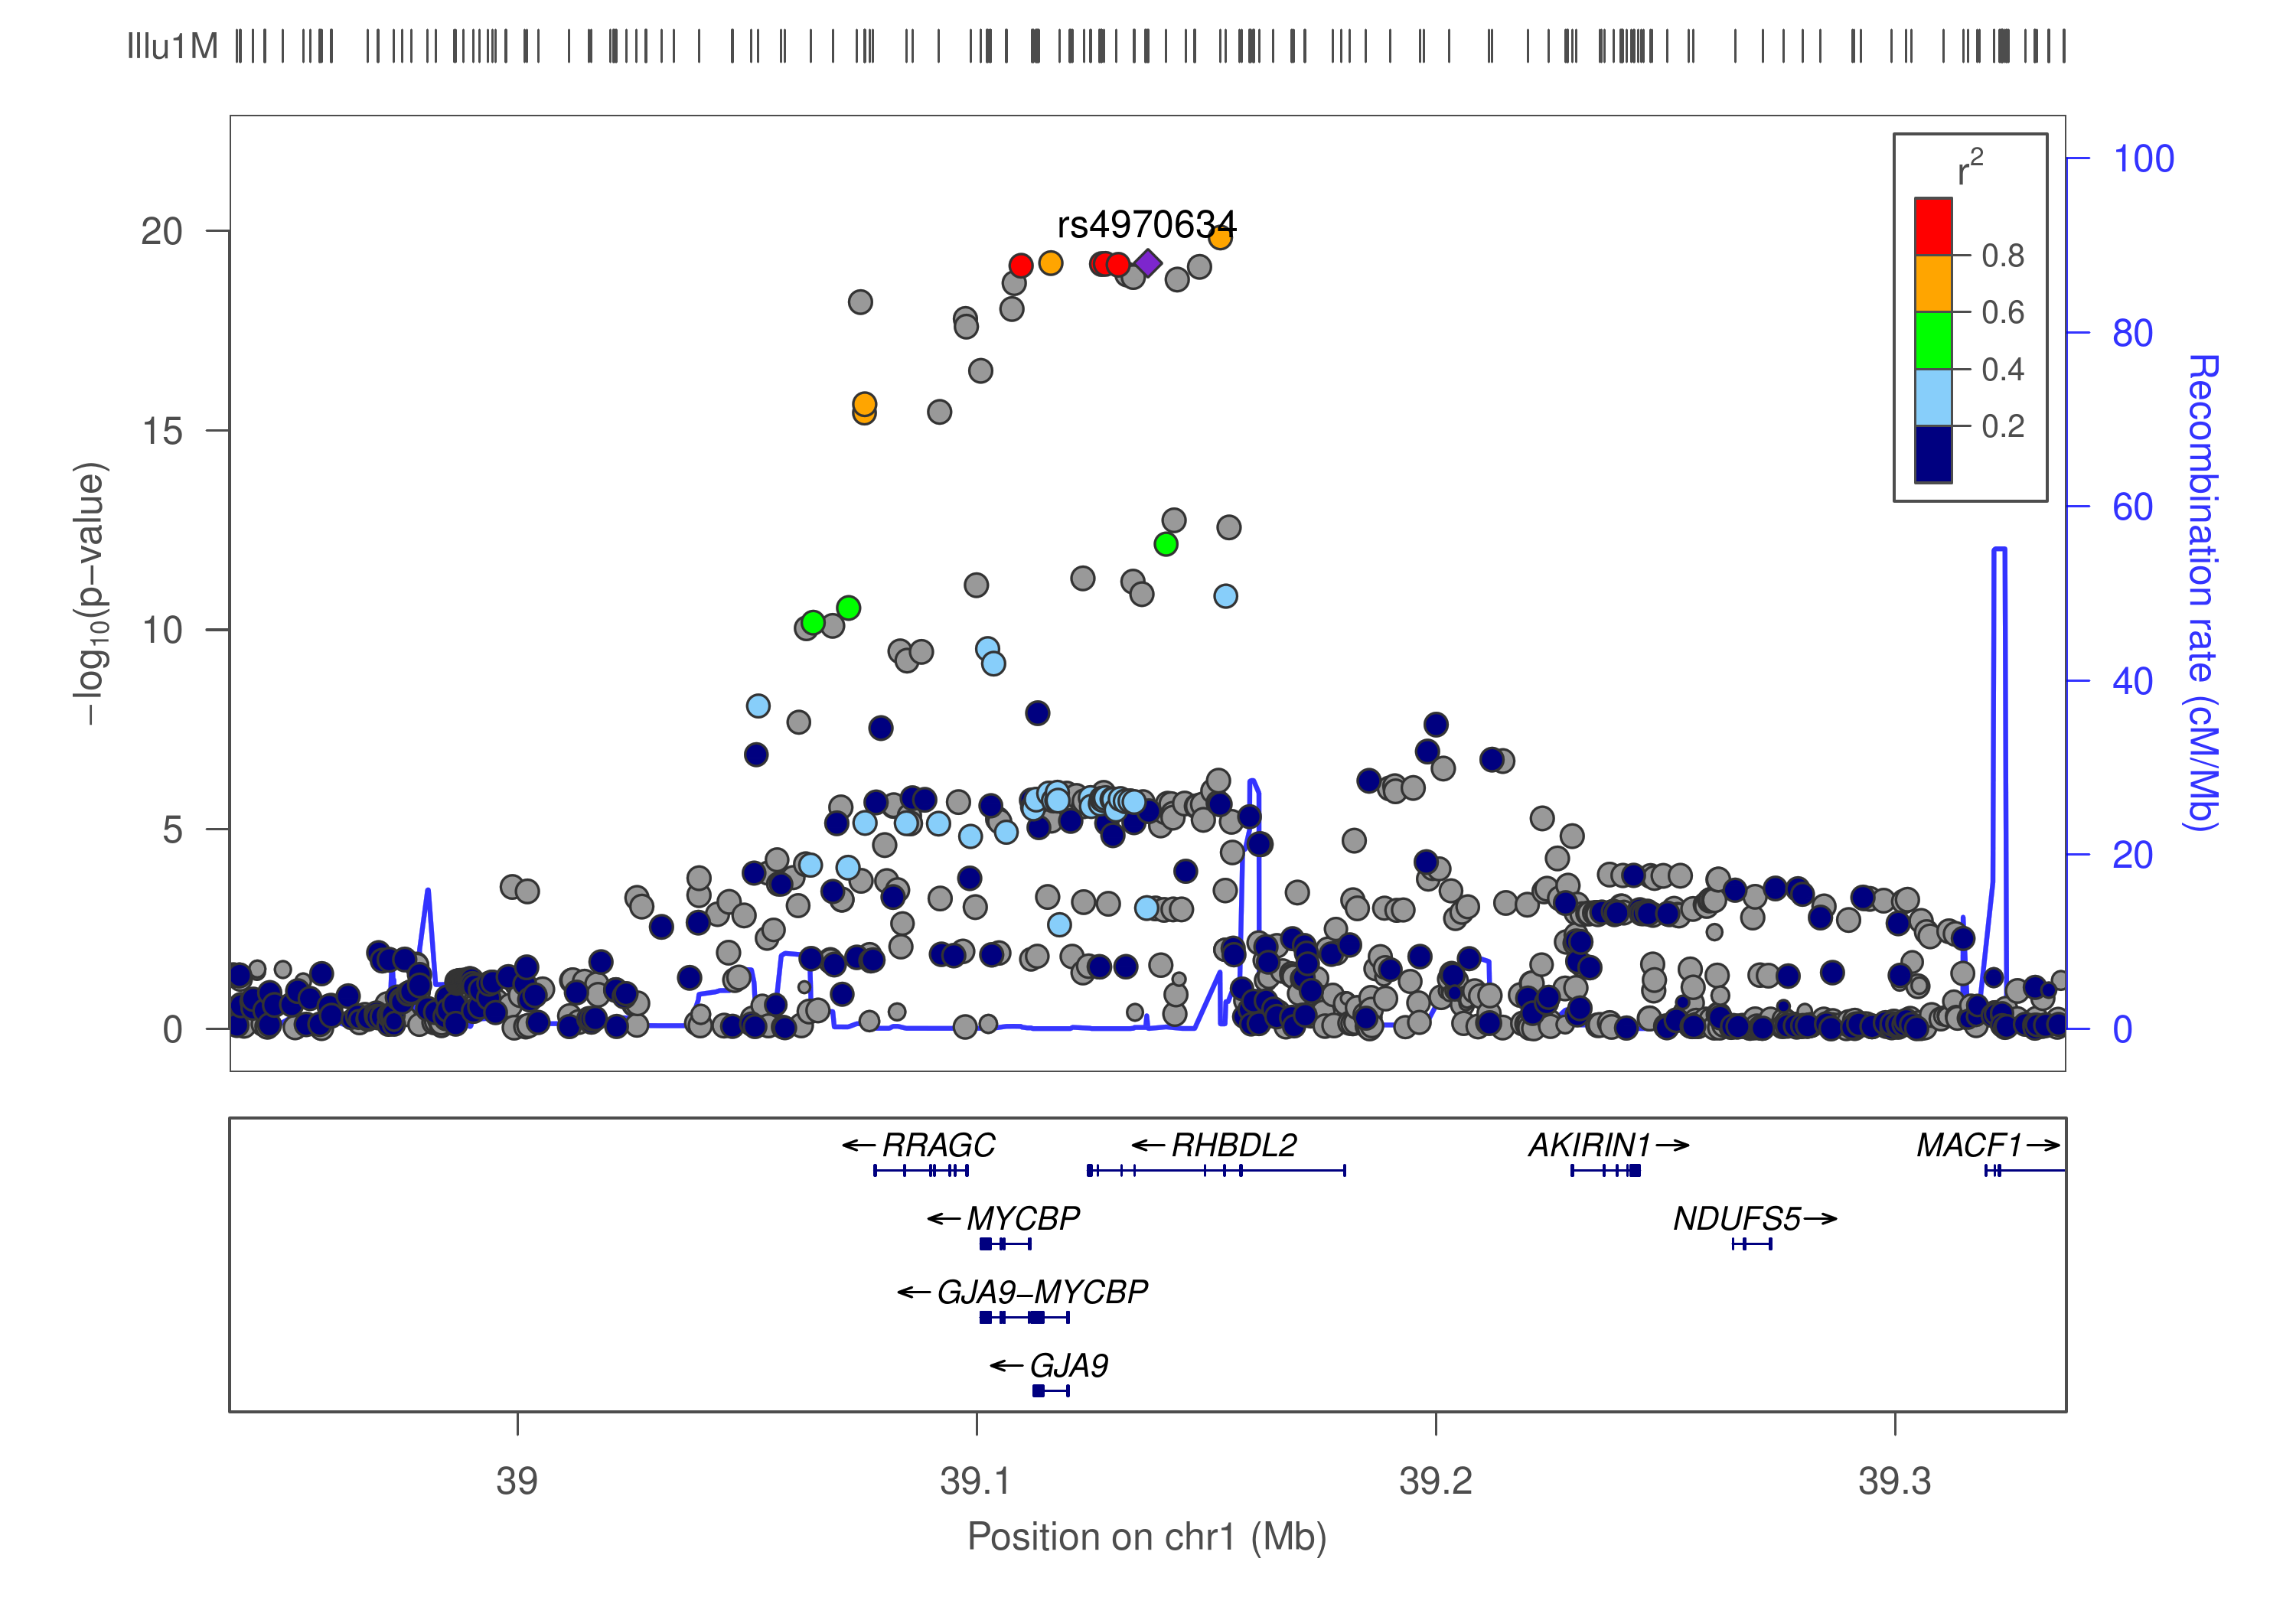 Illu1M
rs4970634
r2
0.8
0.6
0.4
0.2
20
15
10
5
0
−log10(p−value)
100
80
60
40
20
0
Recombination rate (cM/Mb)
←RRAGC
←RHBDL2
AKIRIN1→
MACF1→
←MYCBP
NDUFS5→
←GJA9−MYCBP
←GJA9
39
39.1
39.2
39.3
Position on chr1 (Mb)